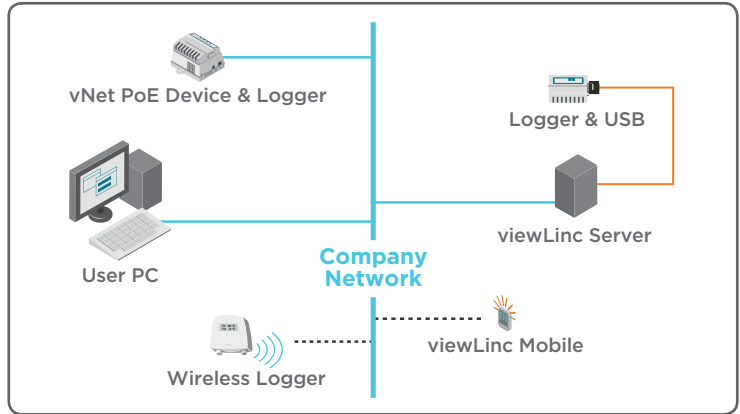 vNet PoE Device & Logger
Logger & USB
viewLinc Server
User PC
Company
Network
viewLinc Mobile
Wireless Logger